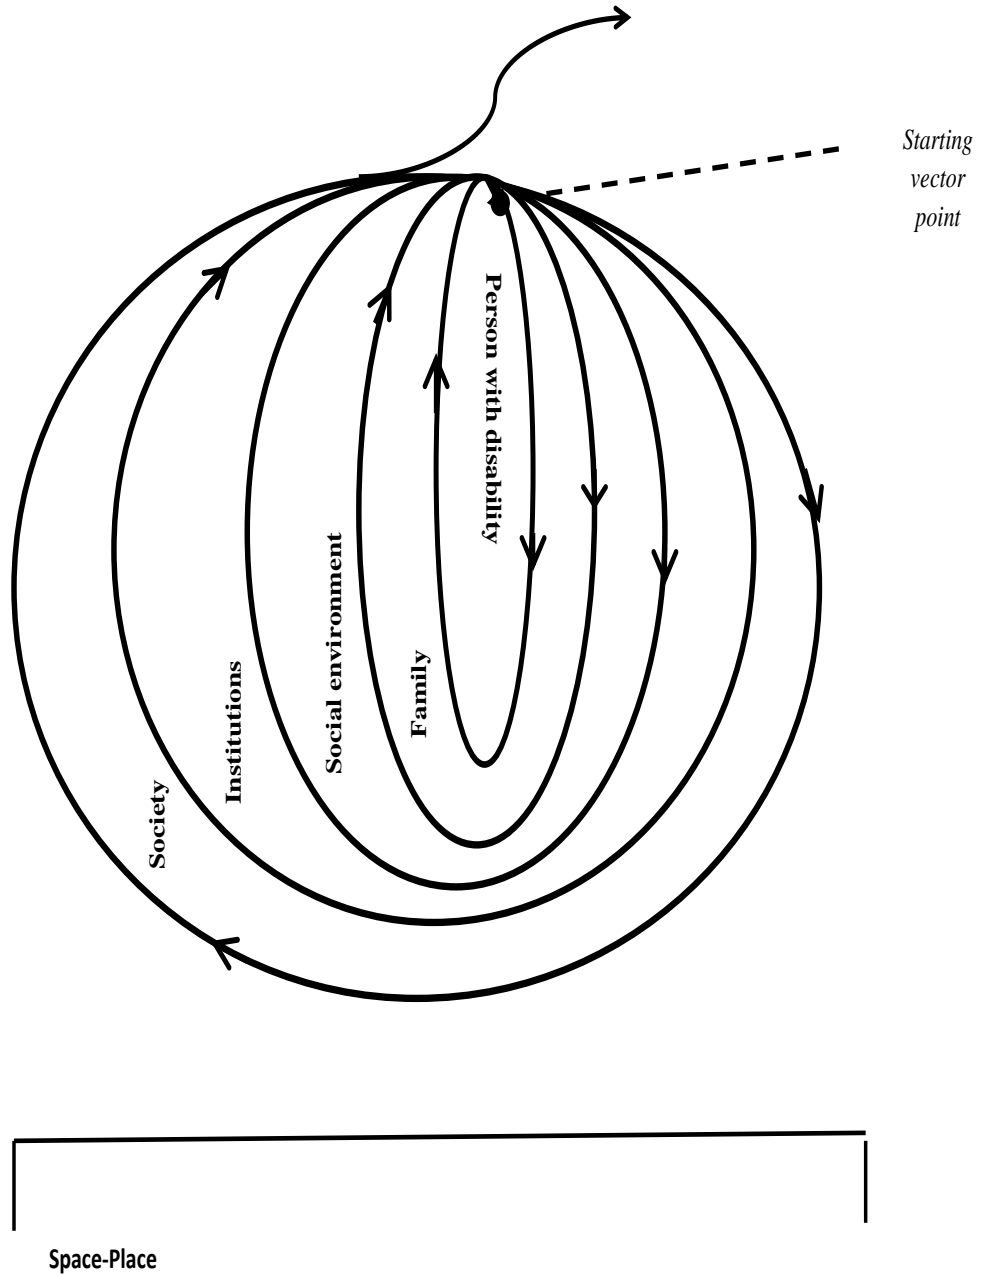 Starting
vector
point
Person with disability
Family
Social environment
Institutions
Society
Space-Place